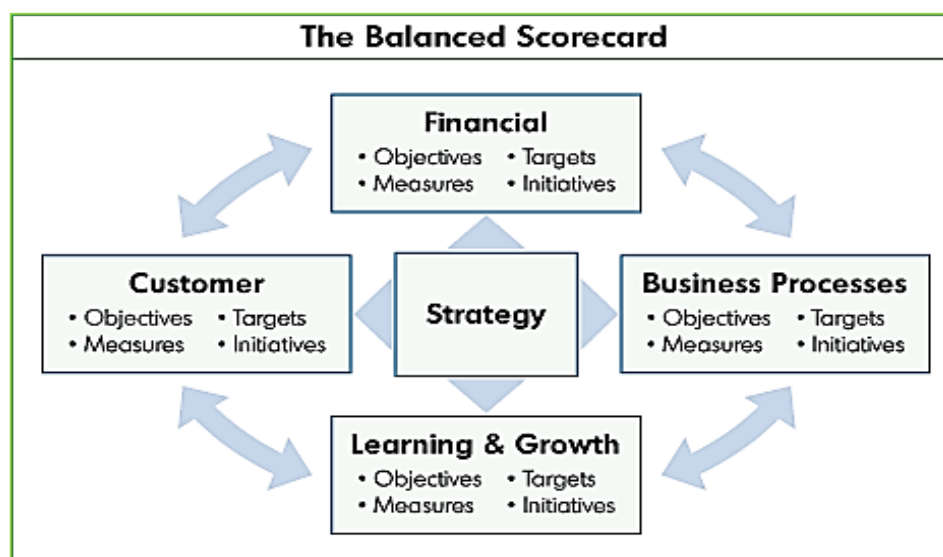 The Balanced Scorecard
Financial
• Objectives • Targets
• Measures • Initiatives
Customer
• Objectives • Targets
• Measures • Initiatives
Strategy
Business Processes
• Objectives • Targets
• Measures • Initiatives
Learning & Growth
• Objectives • Targets
• Measures • Initiatives